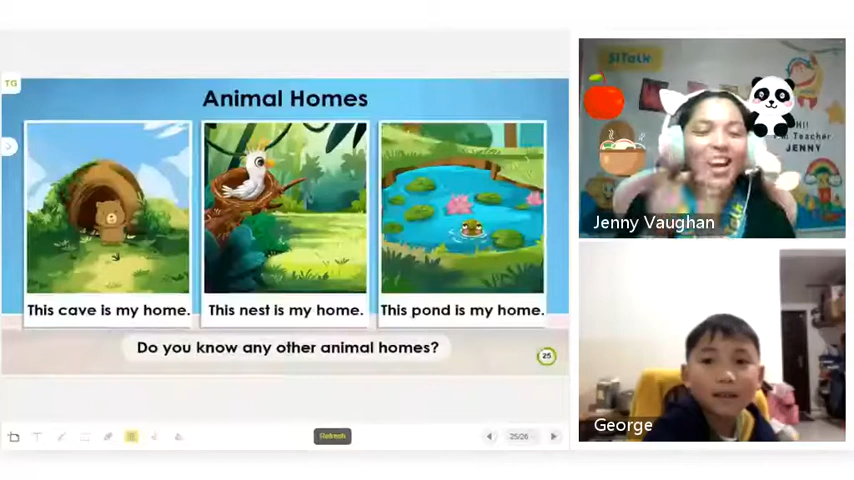 TG
Animal Homes
This cave is my home.
This nest is my home.
This pond is my home.
Do you know any other animal homes?
25
Refresh
25/26
51Talk
HI!
I'm Teacher
JENNY
Jenny Vaughan
George